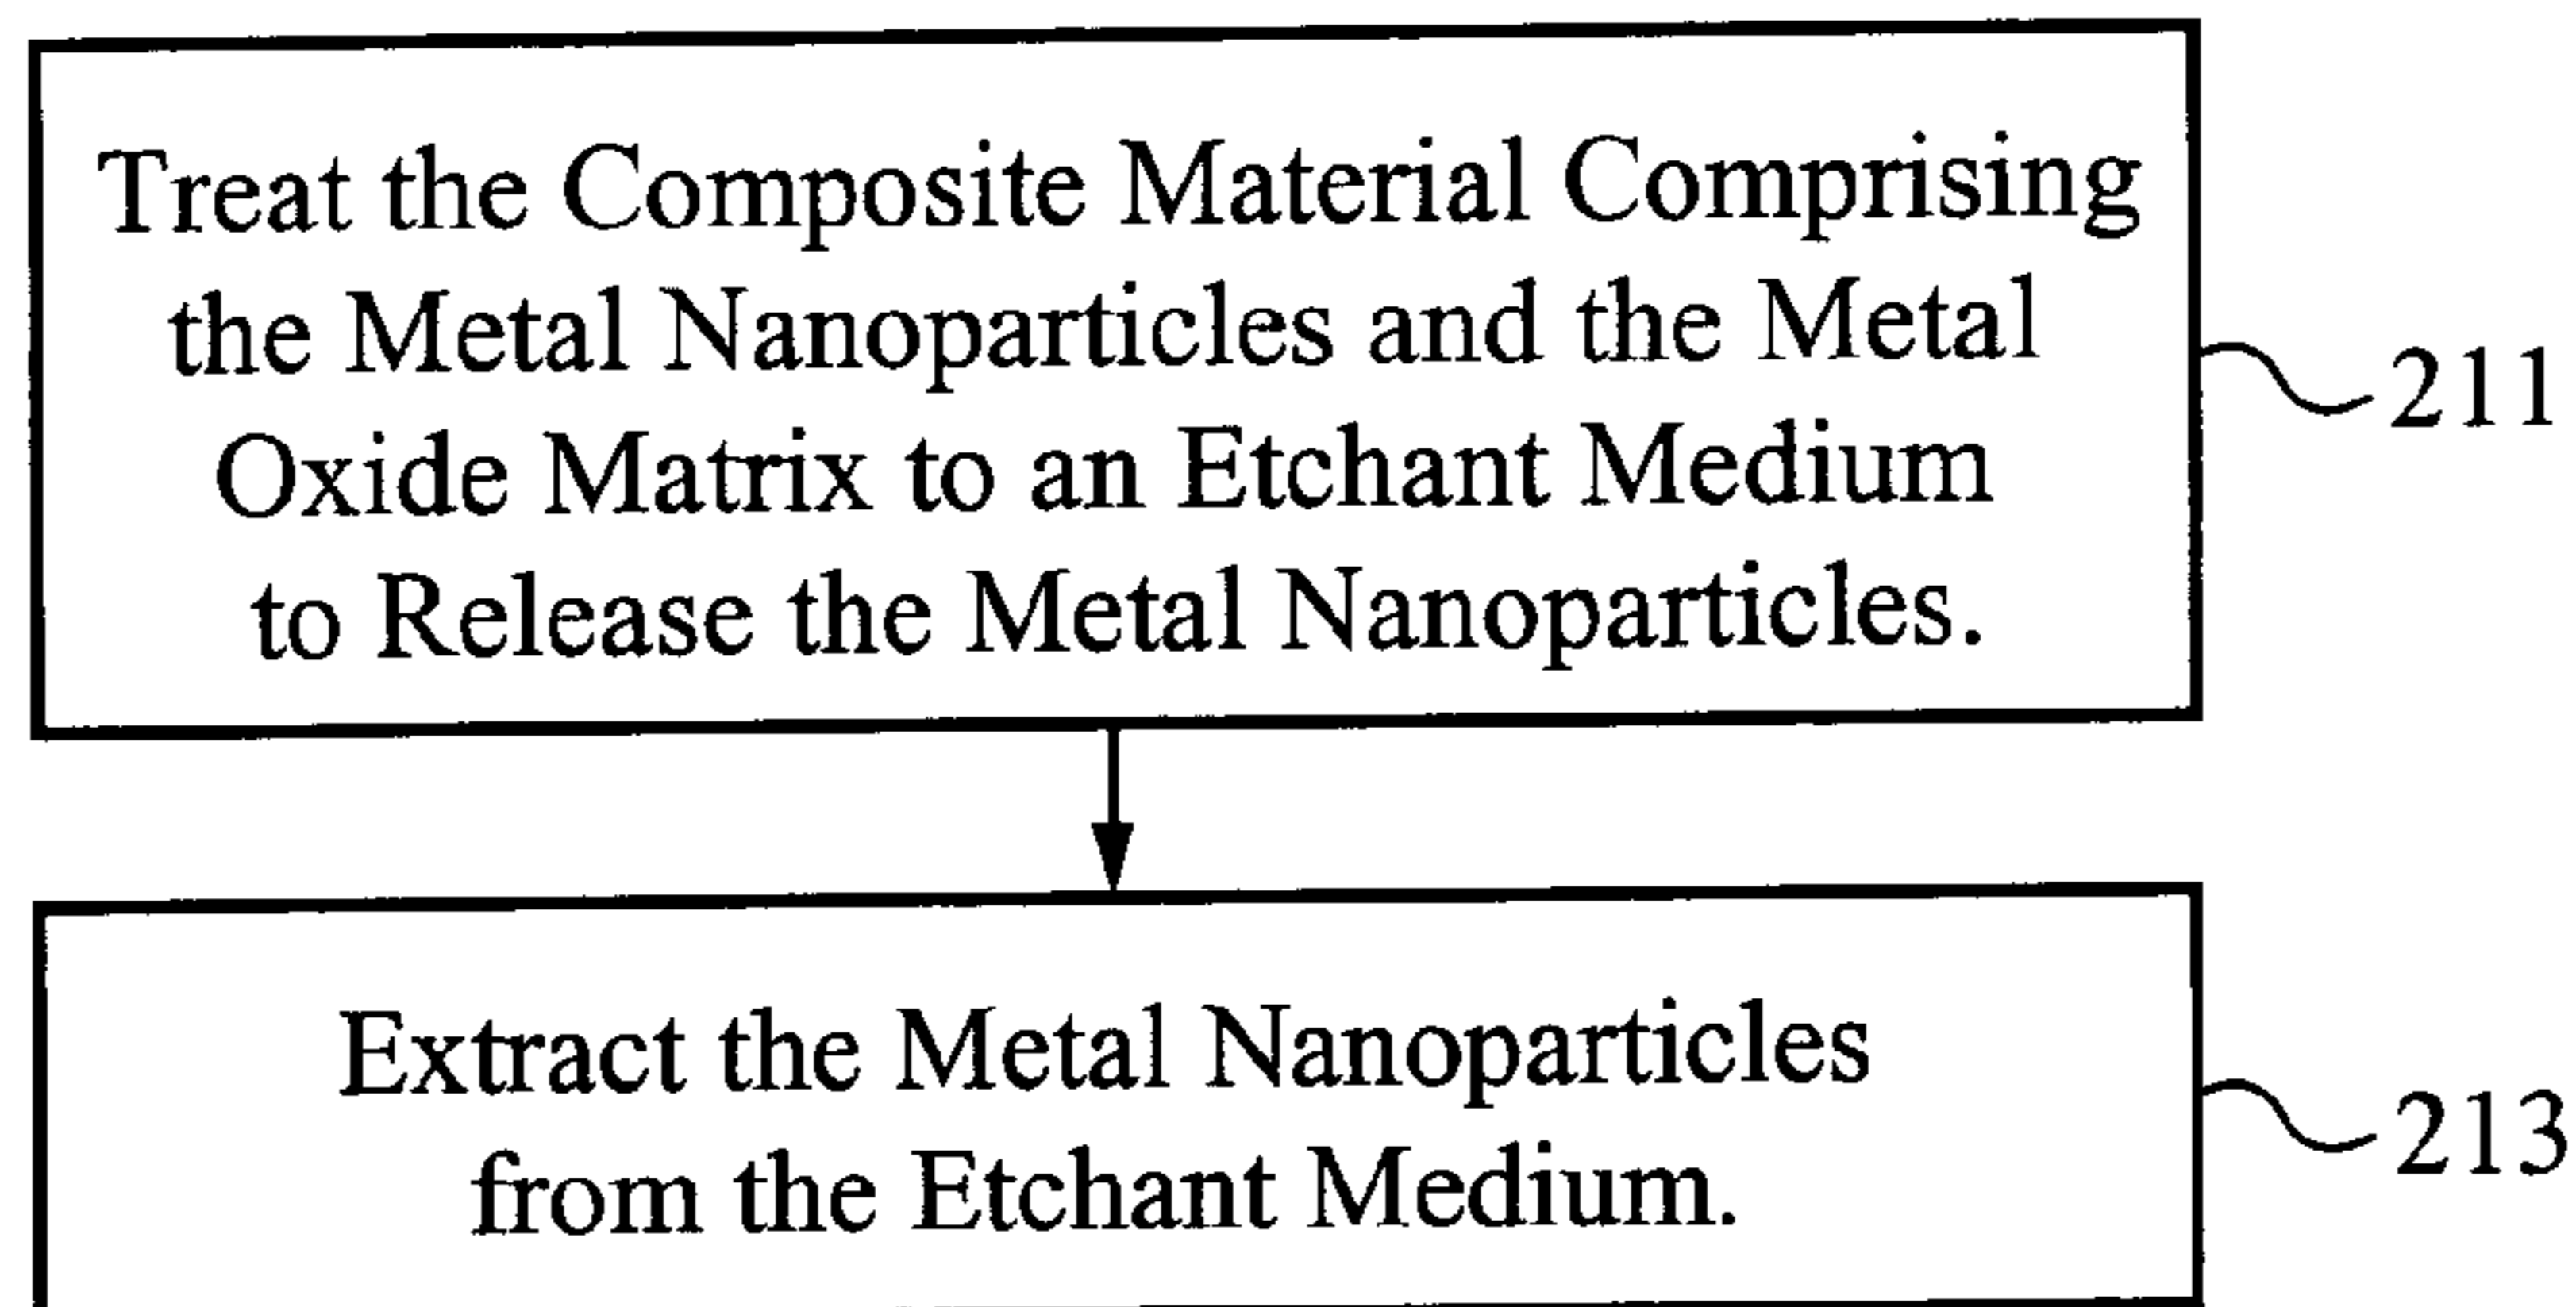 Treat the Composite Material Comprising
the Metal Nanoparticles and the Metal
Oxide Matrix to an Etchant Medium
to Release the Metal Nanoparticles.
211
Extract the Metal Nanoparticles
from the Etchant Medium.
213